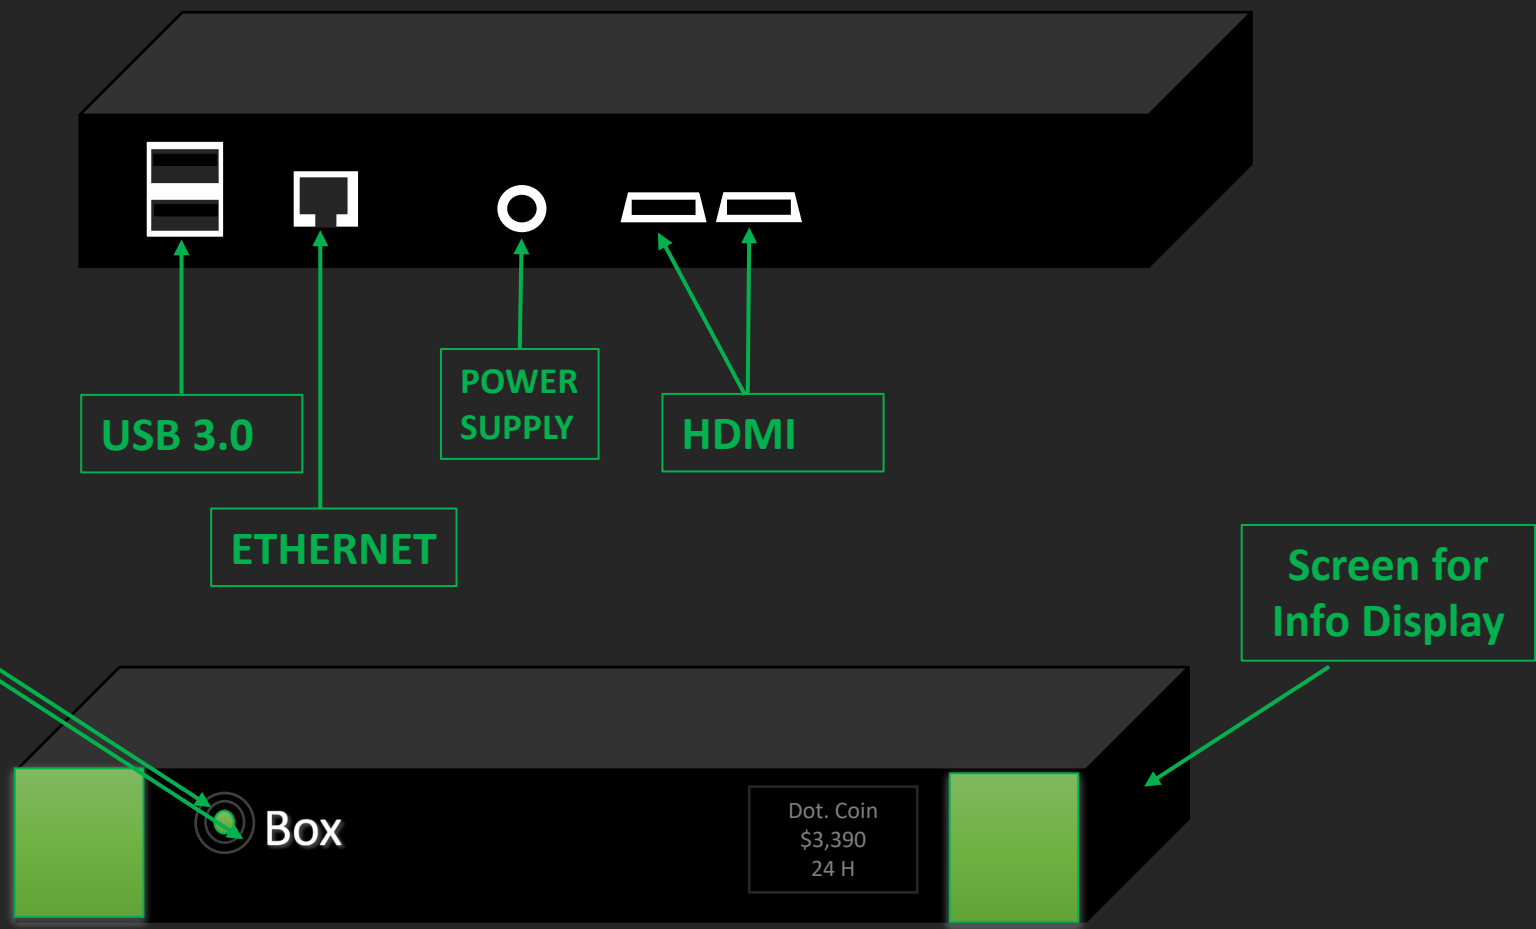 USB 3.0
ETHERNET
POWER
SUPPLY
HDMI
Screen for
Info Display
Box
Dot. Coin
$3,390
24 H